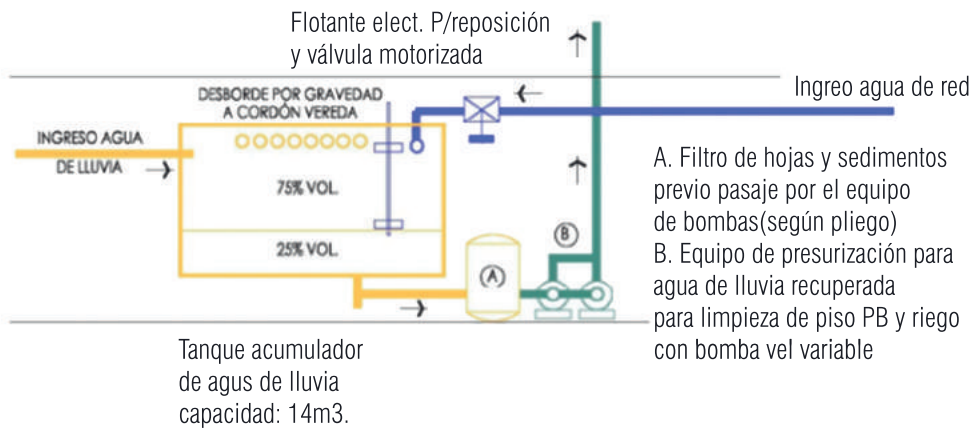 Flotante elect. P/reposición
y válvula motorizada
Ingreo agua de red
DESBORDE POR GRAVEDAD
A CORDÓN VEREDA
INGRESO AGUA
DE LLUVIA
75% VOL.
25% VOL.
(A)
(B)
A. Filtro de hojas y sedimentos
previo pasaje por el equipo
de bombas(según pliego)
B. Equipo de presurización para
agua de lluvia recuperada
para limpieza de piso PB y riego
con bomba vel variable
Tanque acumulador
de agus de lluvia
capacidad: 14m3.